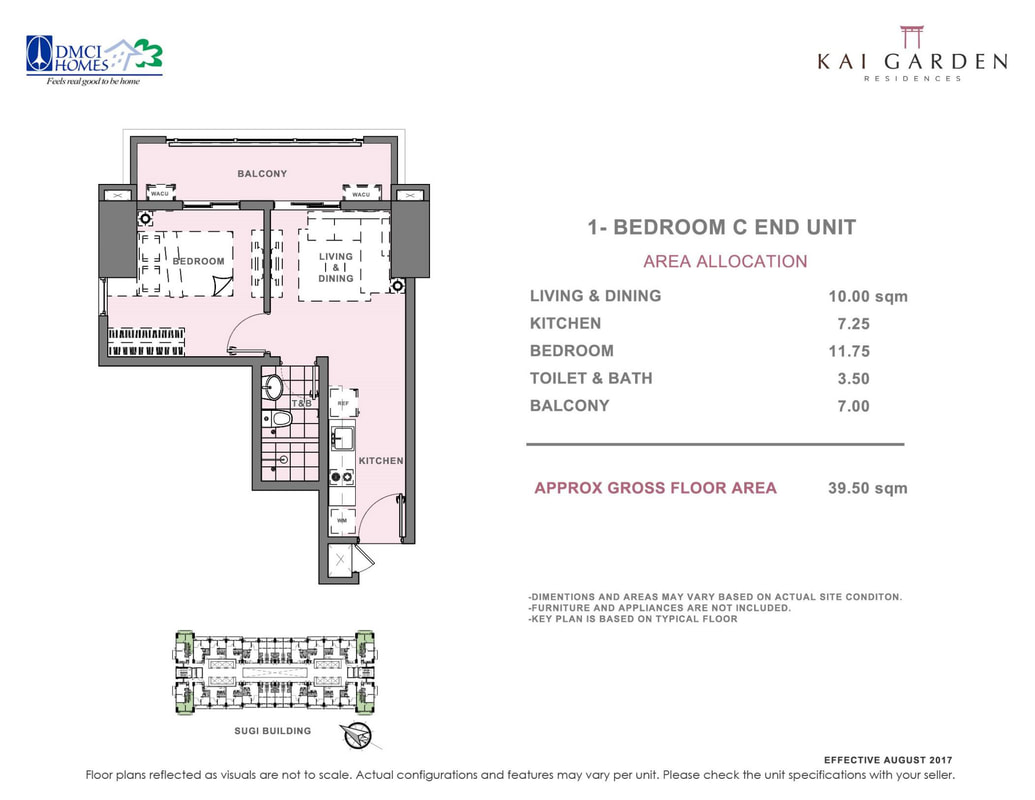 DMCI
HOMES
Feels real good to be home
KAI GARDEN
RESIDENCES
BALCONY
WACU
WACU
BEDROOM
LIVING
&
DINING
T&B
REF
KITCHEN
WM
1- BEDROOM C END UNIT
AREA ALLOCATION
LIVING & DINING 10.00 sqm
KITCHEN 7.25
BEDROOM 11.75
TOILET & BATH 3.50
BALCONY 7.00
APPROX GROSS FLOOR AREA 39.50 sqm
-DIMENTIONS AND AREAS MAY VARY BASED ON ACTUAL SITE CONDITON.
-FURNITURE AND APPLIANCES ARE NOT INCLUDED.
-KEY PLAN IS BASED ON TYPICAL FLOOR
SUGI BUILDING
EFFECTIVE AUGUST 2017
Floor plans reflected as visuals are not to scale. Actual configurations and features may vary per unit. Please check the unit specifications with your seller.